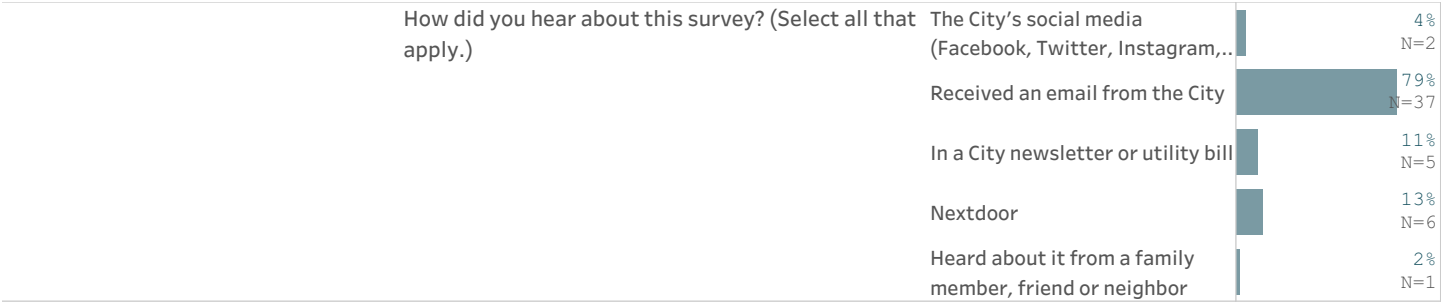 How did you hear about this survey? (Select all that
apply.)
The City’s social media
(Facebook, Twitter, Instagram,..
4%
N=2
Received an email from the City
79%
N=37
In a City newsletter or utility bill
11%
N=5
Nextdoor
13%
N=6
Heard about it from a family
member, friend or neighbor
2%
N=1